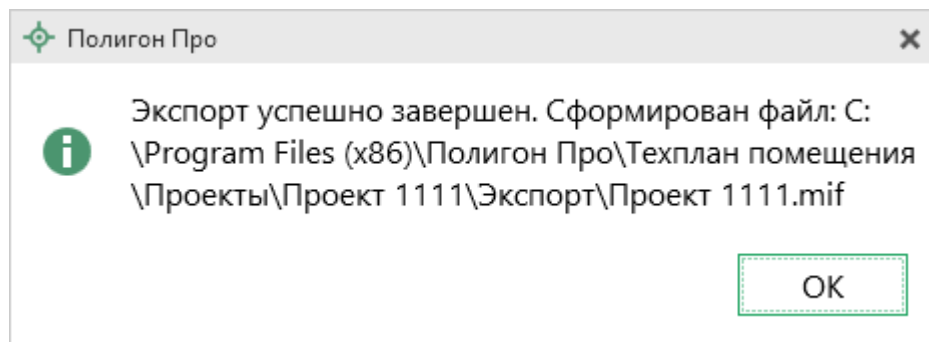 Полигон Про
Экспорт успешно завершен. Сформирован файл: C:
\Program Files (x86)\Полигон Про\Техплан помещения
\Проекты\Проект 1111\Экспорт\Проект 1111.mif
OK